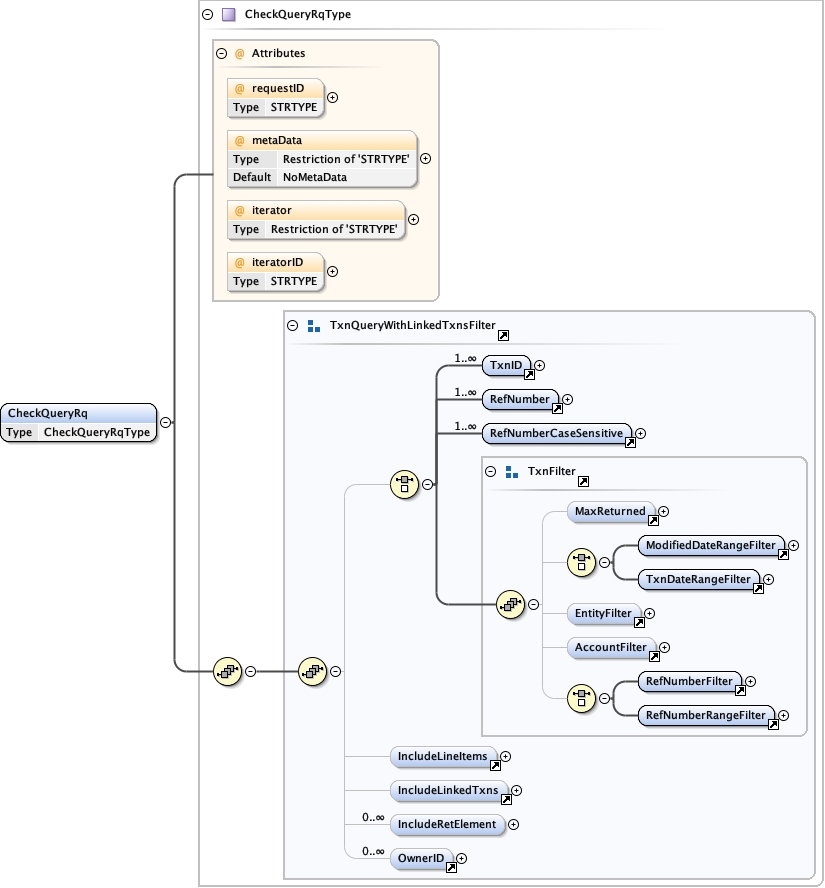 CheckQueryRqType
@ Attributes
@ requestID
Type STRTYPE
@ metaData
Type Restriction of 'STRTYPE'
Default NoMetaData
@ iterator
Type Restriction of 'STRTYPE'
@ iteratorID
Type STRTYPE
TxnQueryWithLinkedTxnsFilter
1..∞ TxnID
1..∞ RefNumber
1..∞ RefNumberCaseSensitive
CheckQueryRq
Type CheckQueryRqType
TxnFilter
MaxReturned
ModifiedDateRangeFilter
TxnDateRangeFilter
EntityFilter
AccountFilter
RefNumberFilter
RefNumberRangeFilter
IncludeLineItems
IncludeLinkedTxns
0..∞ IncludeRetElement
0..∞ OwnerID